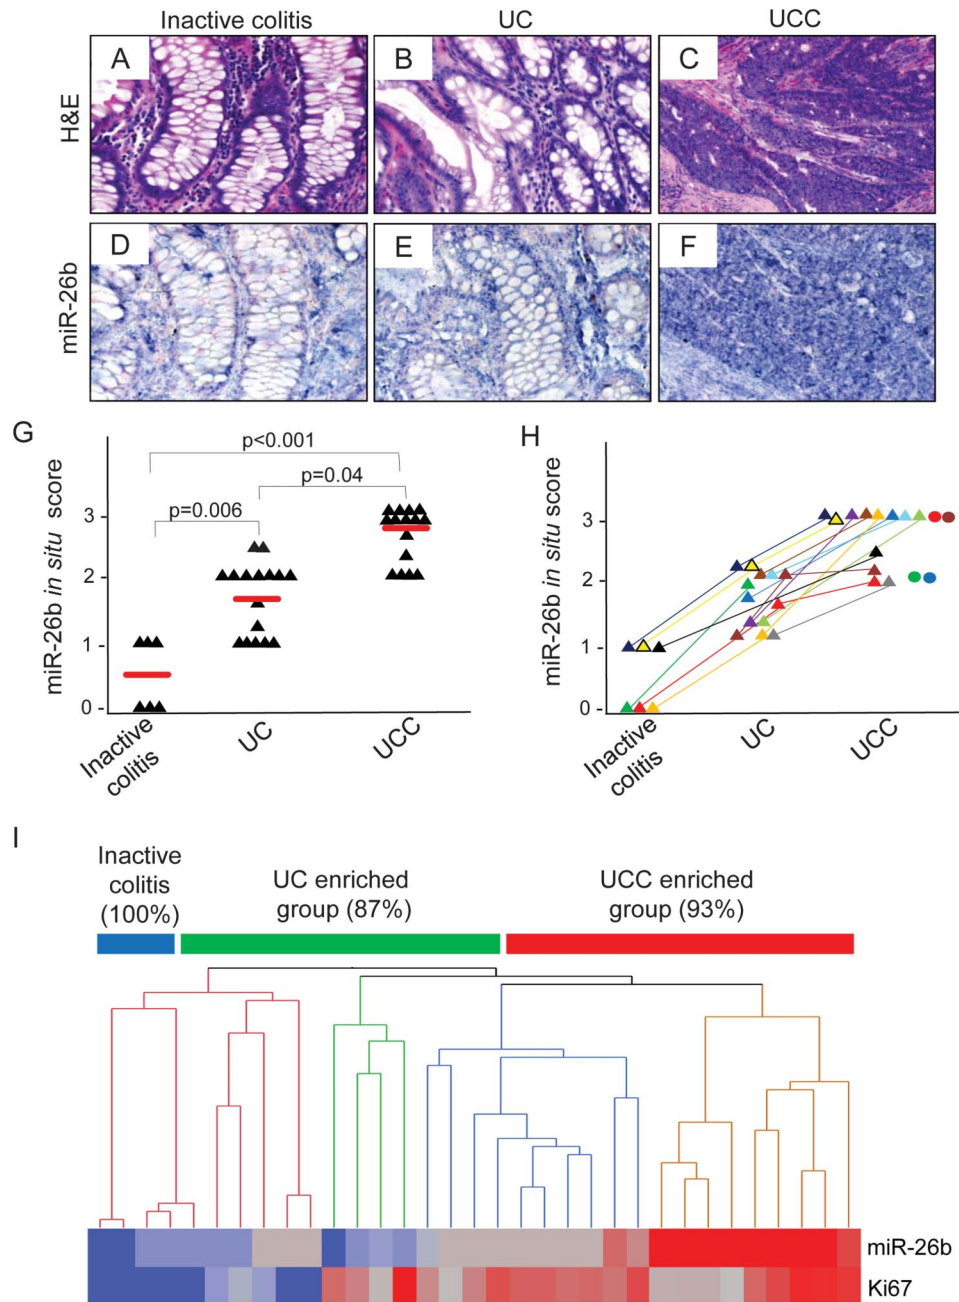 Inactive colitis UC UCC
H&E
A B C
miR-26b
D E F
G
miR-26b in situ score
p<0.001
p=0.04
p=0.006
3 -
2 -
1 -
0 -
Inactive
colitis
UC
UCC
H
miR-26b in situ score
3
2
1
0
Inactive
colitis
UC
UCC
I
Inactive
colitis
(100%)
UC enriched
group (87%)
UCC enriched
group (93%)
miR-26b
Ki67